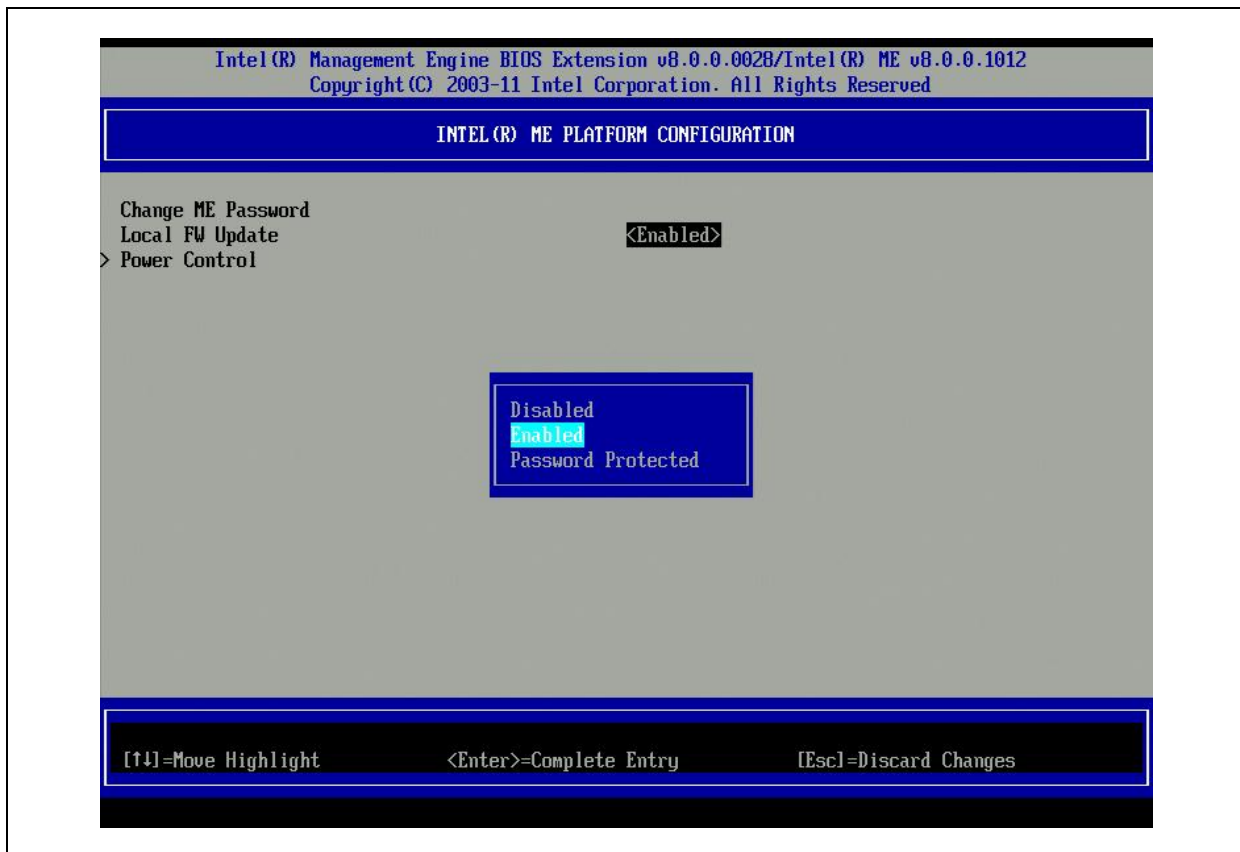 Intel(R) Management Engine BIOS Extension v8.0.0.0028/Intel(R) ME v8.0.0.1012
Copyright(C) 2003-11 Intel Corporation. All Rights Reserved
INTEL(R) ME PLATFORM CONFIGURATION
Change ME Password
Local FW Update <Enabled>
> Power Control
Disabled
Enabled
Password Protected
[↑↓]=Move Highlight <Enter>=Complete Entry [Esc]=Discard Changes